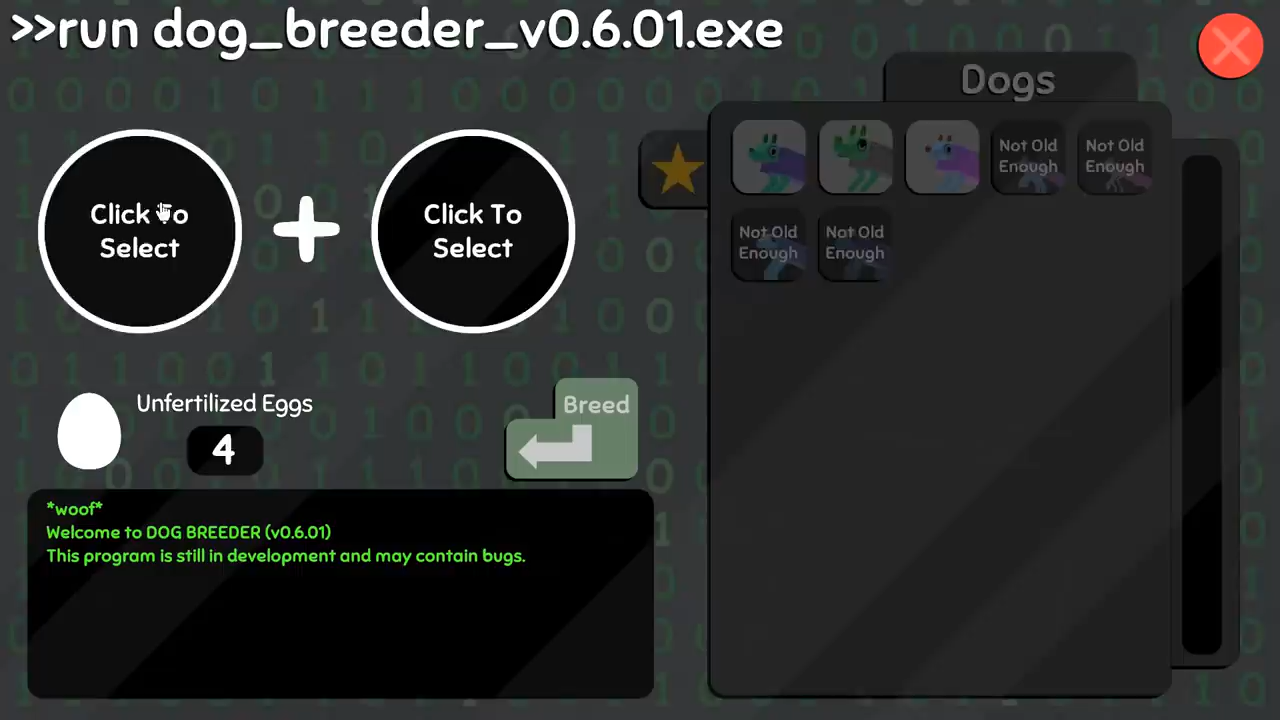 >>run dog_breeder_v0.6.01.exe
Dogs
Click To
Select
Click To
Select
Not Old
Enough
Not Old
Enough
Not Old
Enough
Not Old
Enough
Unfertilized Eggs
4
Breed
*woof*
Welcome to DOG BREEDER (v0.6.01)
This program is still in development and may contain bugs.